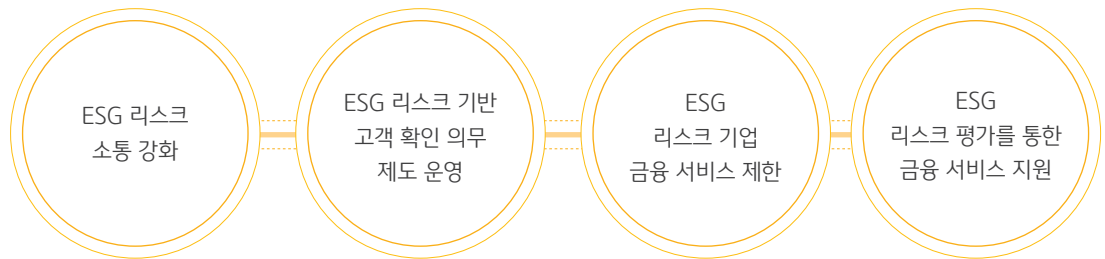 ESG 리스크
소통 강화
ESG 리스크 기반
고객 확인 의무
제도 운영
ESG
리스크 기업
금융 서비스 제한
ESG
리스크 평가를 통한
금융 서비스 지원